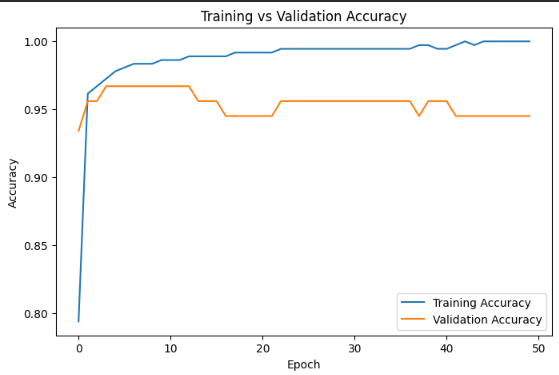 Training vs Validation Accuracy
1.00
0.95
0.90
0.85
0.80
Accuracy
0 10 20 30 40 50
Epoch
Training Accuracy
Validation Accuracy